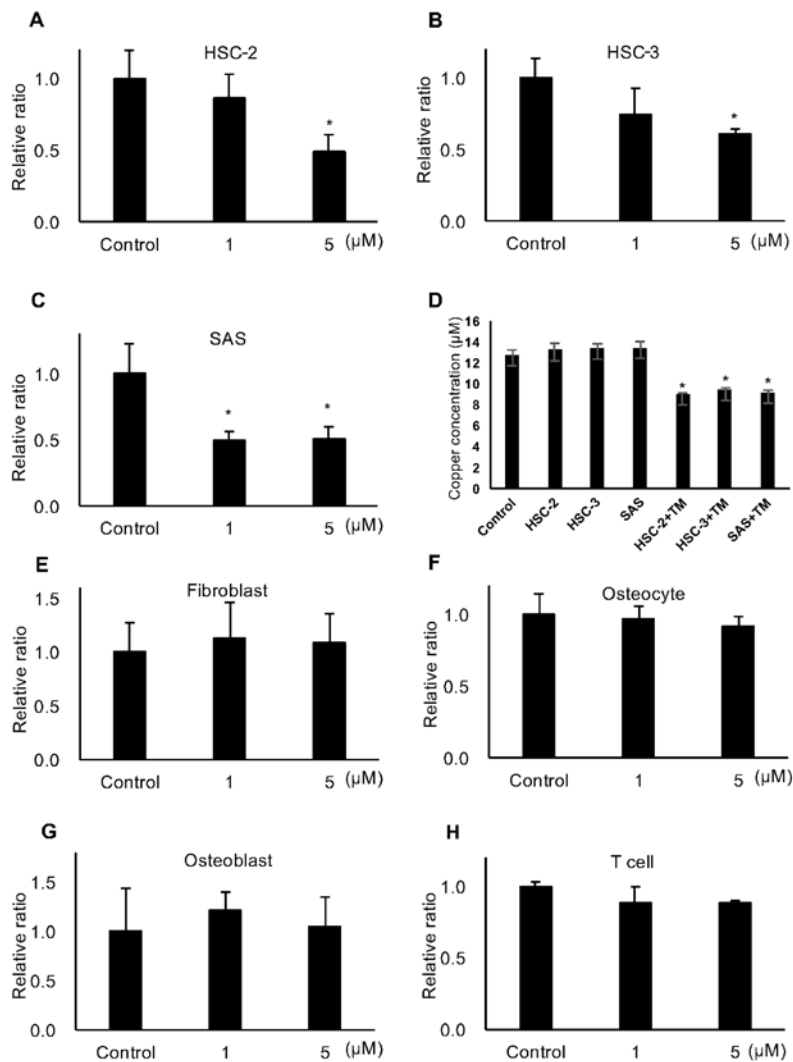 A
HSC-2
Relative ratio
1.0
0.5
0.0
*
Control 1 5 (µM)
B
HSC-3
Relative ratio
1.0
0.5
0.0
*
Control 1 5 (µM)
C
SAS
Relative ratio
1.0
0.5
0.0
* *
Control 1 5 (µM)
D
Copper concentration (µM)
16
14
12
10
8
6
4
2
0
* * *
Control HSC-2 HSC-3 SAS HSC-2+TM HSC-3+TM SAS+TM
E
Fibroblast
Relative ratio
1.5
1.0
0.5
0.0
Control 1 5 (µM)
F
Osteocyte
Relative ratio
1.0
0.5
0.0
Control 1 5 (µM)
G
Osteoblast
Relative ratio
1.5
1.0
0.5
0.0
Control 1 5 (µM)
H
T cell
Relative ratio
1.0
0.5
0.0
Control 1 5 (µM)